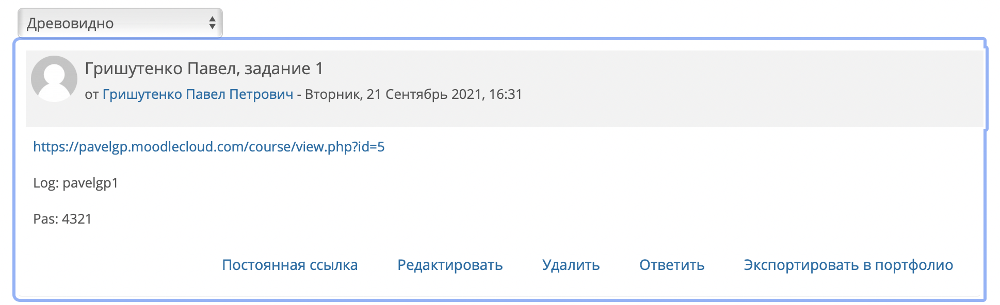 Древовидно
Гришутенко Павел, задание 1
от Гришутенко Павел Петрович - Вторник, 21 Сентябрь 2021, 16:31
https://pavelgp.moodlecloud.com/course/view.php?id=5
Log: pavelgp1
Pas: 4321
Постоянная ссылка Редактировать Удалить Ответить Экспортировать в портфолио